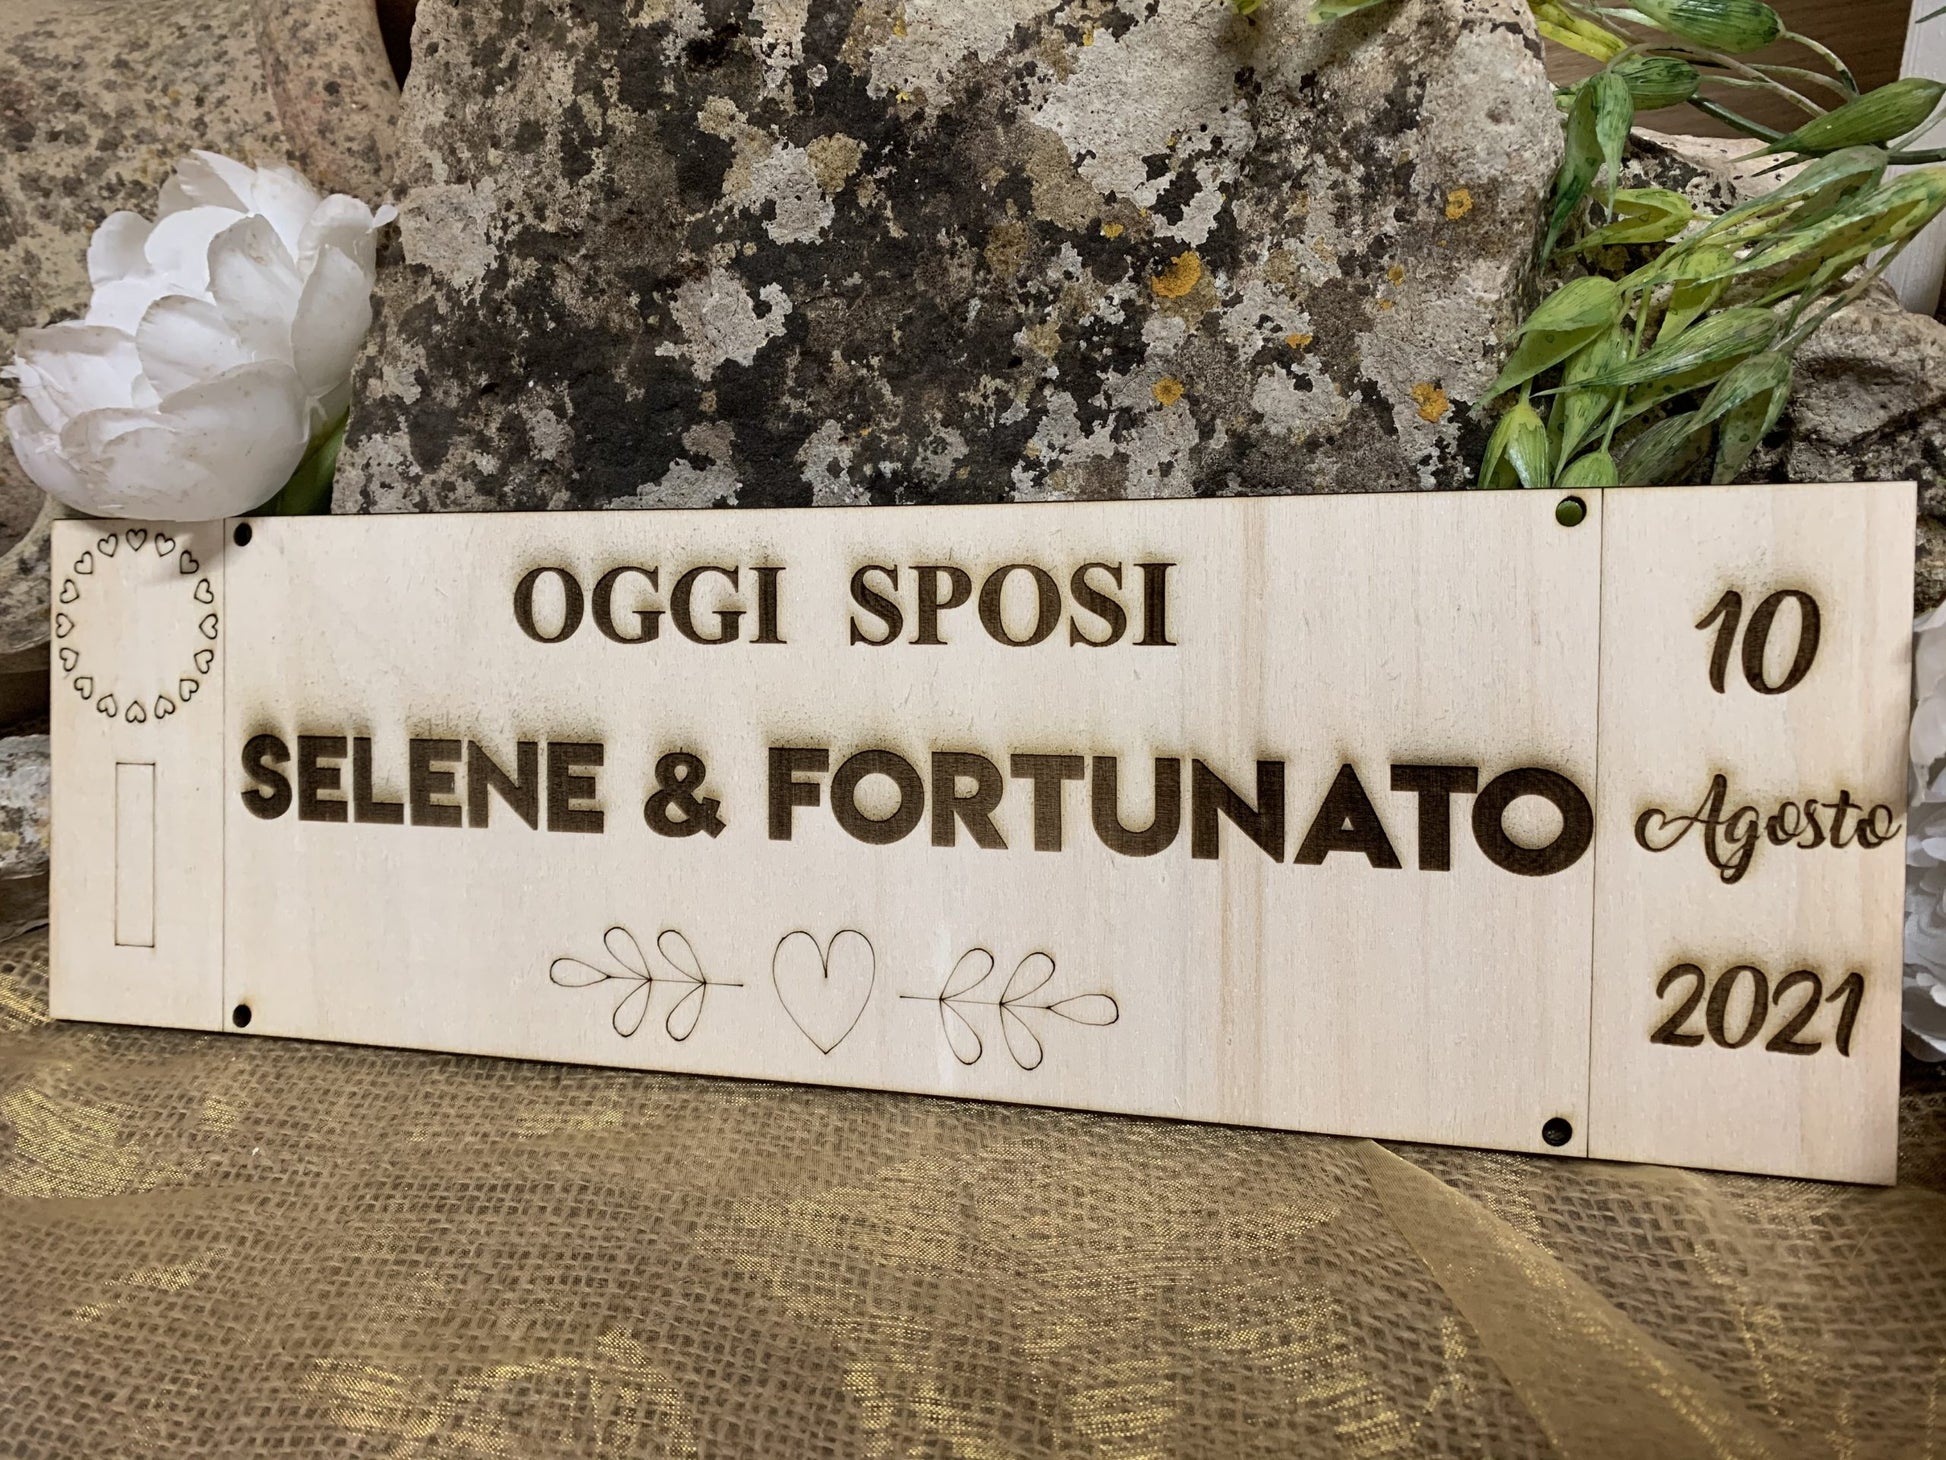 OGGI SPOSI
SELENE & FORTUNATO
10
Agosto
2021